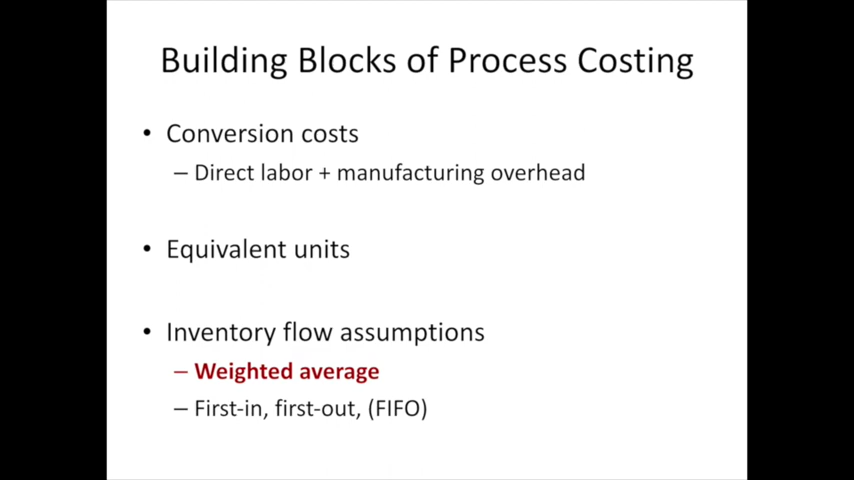 Building Blocks of Process Costing
• Conversion costs
– Direct labor + manufacturing overhead
• Equivalent units
• Inventory flow assumptions
– Weighted average
– First-in, first-out, (FIFO)